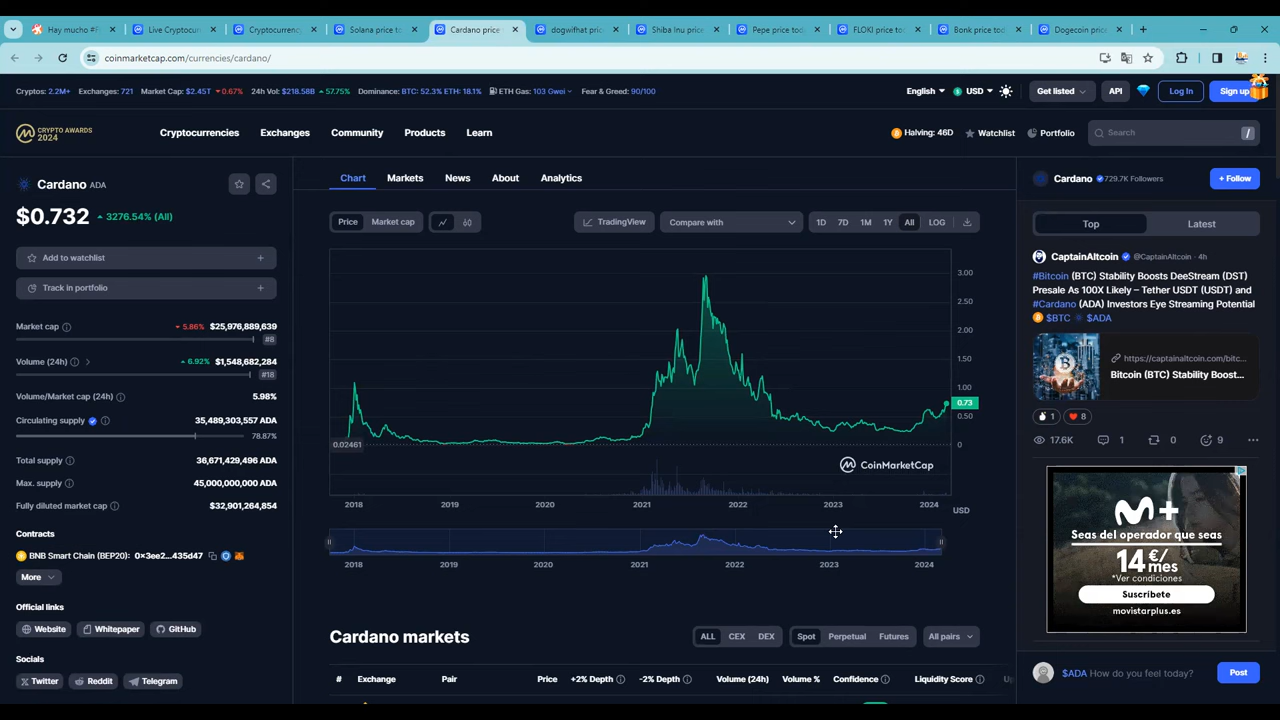 Hay mucho #F
Live Cryptocurr
Cryptocurrenc
Solana price to
Cardano price
dogwifhat pric
Shiba Inu price
Pepe price tod
FLOKI price tod
Bonk price tod
Dogecoin price
coinmarketcap.com/currencies/cardano/
Cryptos: 2.2M+ Exchanges: 721 Market Cap: $2.45T 0.67% 24h Vol: $218.58B 57.75% Dominance: BTC: 52.3% ETH: 18.1% ETH Gas: 103 Gwei Fear & Greed: 90/100
English USD Get listed API Log In Sign up
CRYPTO AWARDS
2024
Cryptocurrencies Exchanges Community Products Learn
Halving: 46D Watchlist Portfolio Search /
Cardano ADA
$0.732 3276.54% (All)
Add to watchlist +
Track in portfolio +
Market cap 5.86% $25,976,889,639
#8
Volume (24h) 6.92% $1,548,682,284
#18
Volume/Market cap (24h) 5.98%
Circulating supply 35,489,303,557 ADA
78.87%
Total supply 36,671,429,496 ADA
Max. supply 45,000,000,000 ADA
Fully diluted market cap $32,901,264,854
Contracts
BNB Smart Chain (BEP20): 0x3ee2...435d47
More
Official links
Website Whitepaper GitHub
Socials
Twitter Reddit Telegram
Chart Markets News About Analytics
Price Market cap TradingView Compare with 1D 7D 1M 1Y All LOG
3.00
2.50
2.00
1.50
1.00
0.73
0.50
0
0.02461
CoinMarketCap
2018 2019 2020 2021 2022 2023 2024
USD
2018 2019 2020 2021 2022 2023 2024
Cardano markets
ALL CEX DEX Spot Perpetual Futures All pairs
# Exchange Pair Price +2% Depth -2% Depth Volume (24h) Volume % Confidence Liquidity Score
Cardano 729.7K Followers + Follow
Top Latest
CaptainAltcoin @CaptainAltcoin · 4h
#Bitcoin (BTC) Stability Boosts DeeStream (DST)
Presale As 100X Likely – Tether USDT (USDT) and
#Cardano (ADA) Investors Eye Streaming Potential
$BTC $ADA
https://captainaltcoin.com/bitc...
Bitcoin (BTC) Stability Boost...
1 8
17.6K 1 0 9
M+
Seas del operador que seas
14 €/mes
*Ver condiciones
Suscríbete
movistarplus.es
$ADA How do you feel today? Post